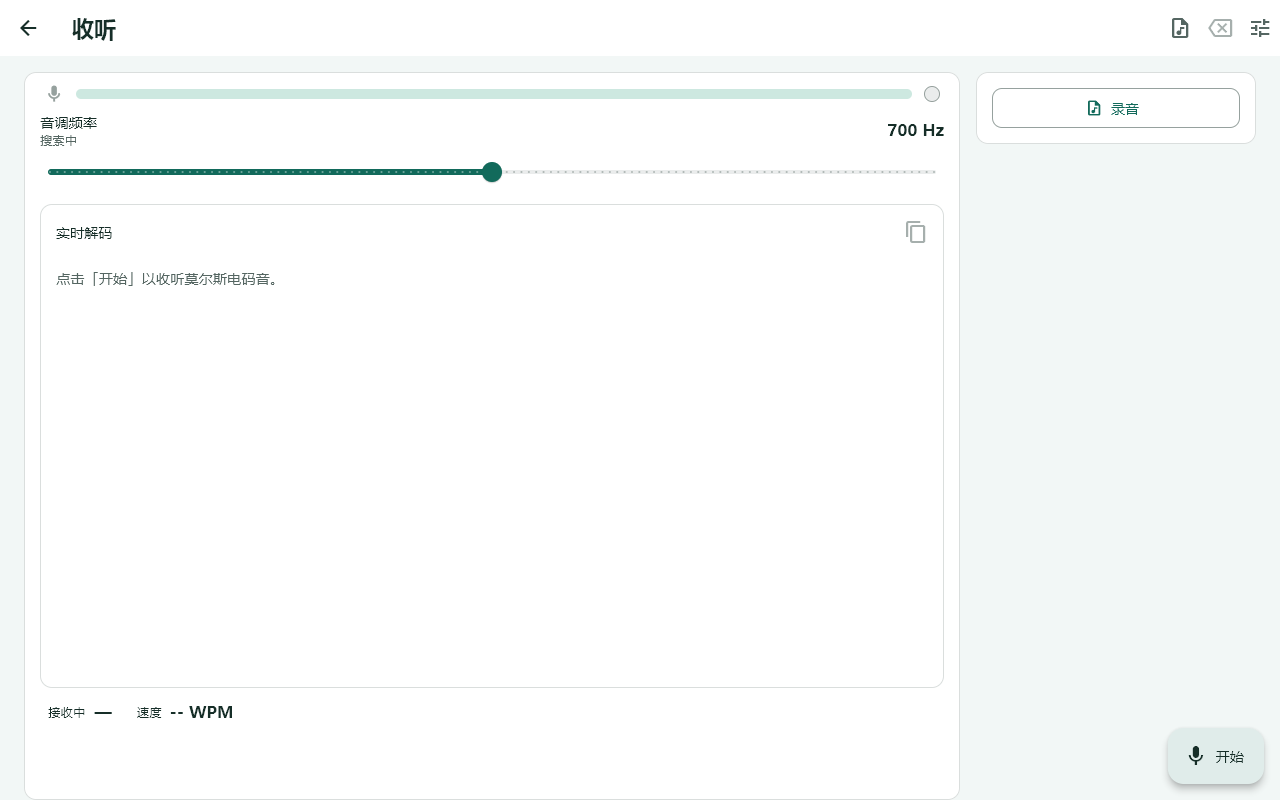 收听
音调频率
搜索中
700 Hz
录音
实时解码
点击「开始」以收听莫尔斯电码音。
接收中 — 速度 -- WPM
开始